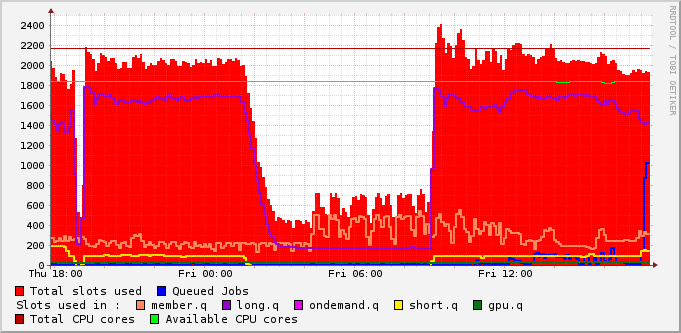 RRDTOOL / TOBI OETIKER
2400
2200
2000
1800
1600
1400
1200
1000
800
600
400
200
0
Thu 18:00 Fri 00:00 Fri 06:00 Fri 12:00
Total slots used Queued Jobs
Slots used in : member.q long.q ondemand.q short.q gpu.q
Total CPU cores Available CPU cores